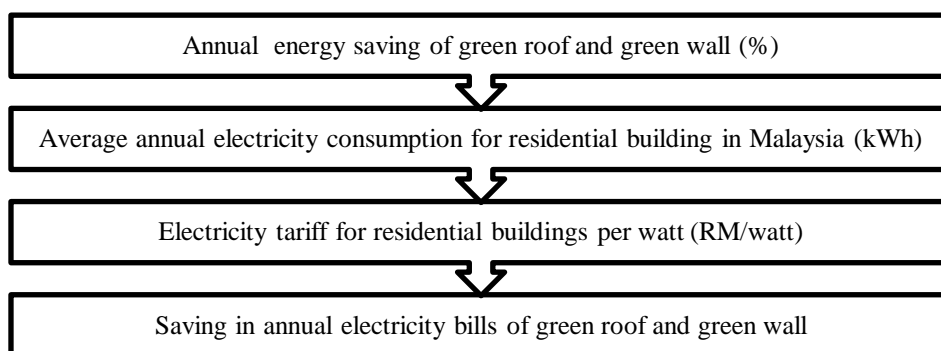 Annual energy saving of green roof and green wall (%)
Average annual electricity consumption for residential building in Malaysia (kWh)
Electricity tariff for residential buildings per watt (RM/watt)
Saving in annual electricity bills of green roof and green wall